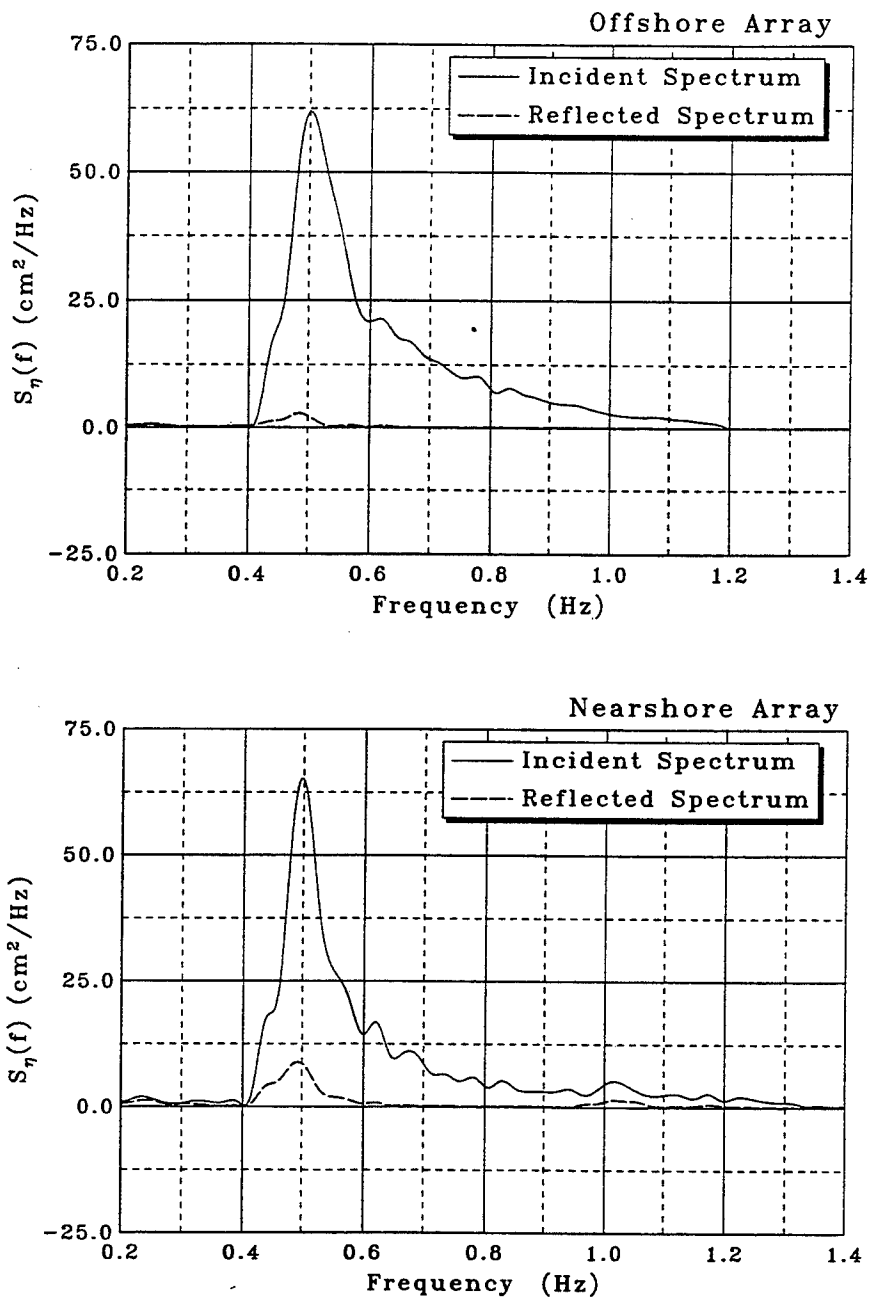 Offshore Array
75.0
50.0
25.0
0.0
-25.0
S_η(f) (cm²/Hz)
Incident Spectrum
Reflected Spectrum
0.2 0.4 0.6 0.8 1.0 1.2 1.4
Frequency (Hz)
Nearshore Array
75.0
50.0
25.0
0.0
-25.0
S_η(f) (cm²/Hz)
Incident Spectrum
Reflected Spectrum
0.2 0.4 0.6 0.8 1.0 1.2 1.4
Frequency (Hz)